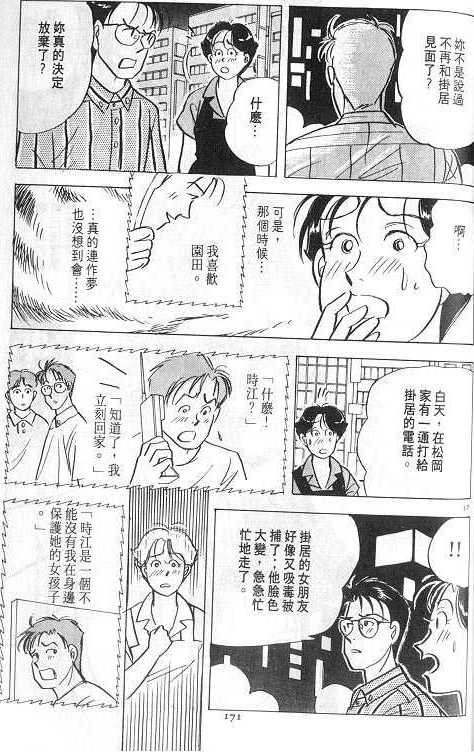 妳不是說過
不再和掛居
見面了？
什麼…
妳真的決定
放棄了？
啊…
可是，
那個時候…
我喜歡
園田。
…真的連作夢
也沒想到會…
白天，在松岡
家有一通打給
掛居的電話。
「什麼！
時江？」
「知道了，我
立刻回家。」
!!
掛居的女朋友
好像又吸毒被
捕了；他臉色
大變，急急忙
忙地走了。
「時江是一個不
能沒有我在身邊
保護她的女孩子
。」
17
171